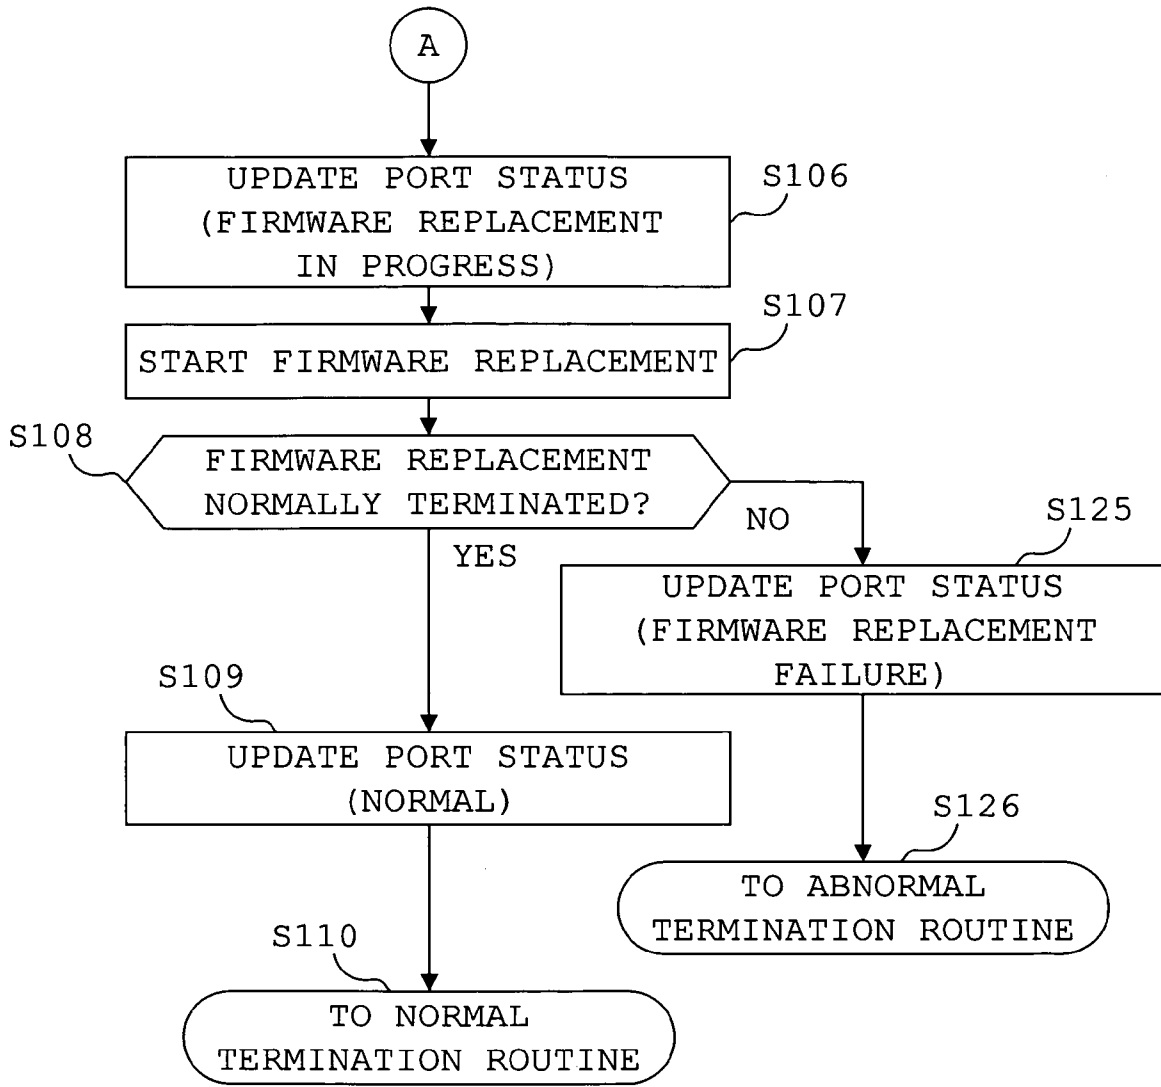 A
UPDATE PORT STATUS
(FIRMWARE REPLACEMENT
IN PROGRESS)
S106
START FIRMWARE REPLACEMENT
S107
S108
FIRMWARE REPLACEMENT
NORMALLY TERMINATED?
NO
YES
S125
UPDATE PORT STATUS
(FIRMWARE REPLACEMENT
FAILURE)
S109
UPDATE PORT STATUS
(NORMAL)
S126
TO ABNORMAL
TERMINATION ROUTINE
S110
TO NORMAL
TERMINATION ROUTINE